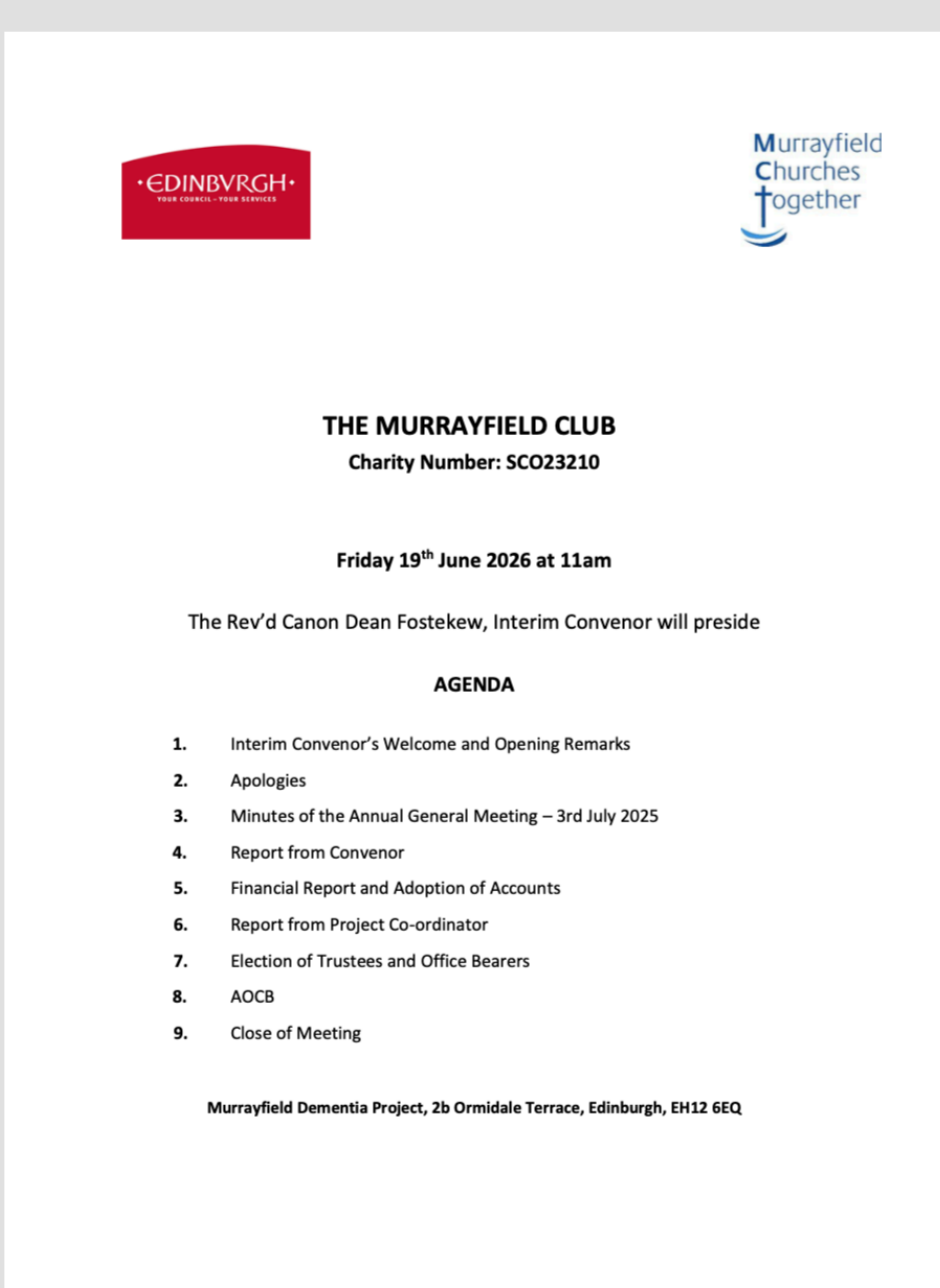 ·EDINBVRGH·
YOUR COUNCIL – YOUR SERVICES
Murrayfield
Churches
together
THE MURRAYFIELD CLUB
Charity Number: SCO23210
Friday 19th June 2026 at 11am
The Rev’d Canon Dean Fostekew, Interim Convenor will preside
AGENDA
1. Interim Convenor’s Welcome and Opening Remarks
2. Apologies
3. Minutes of the Annual General Meeting – 3rd July 2025
4. Report from Convenor
5. Financial Report and Adoption of Accounts
6. Report from Project Co-ordinator
7. Election of Trustees and Office Bearers
8. AOCB
9. Close of Meeting
Murrayfield Dementia Project, 2b Ormidale Terrace, Edinburgh, EH12 6EQ